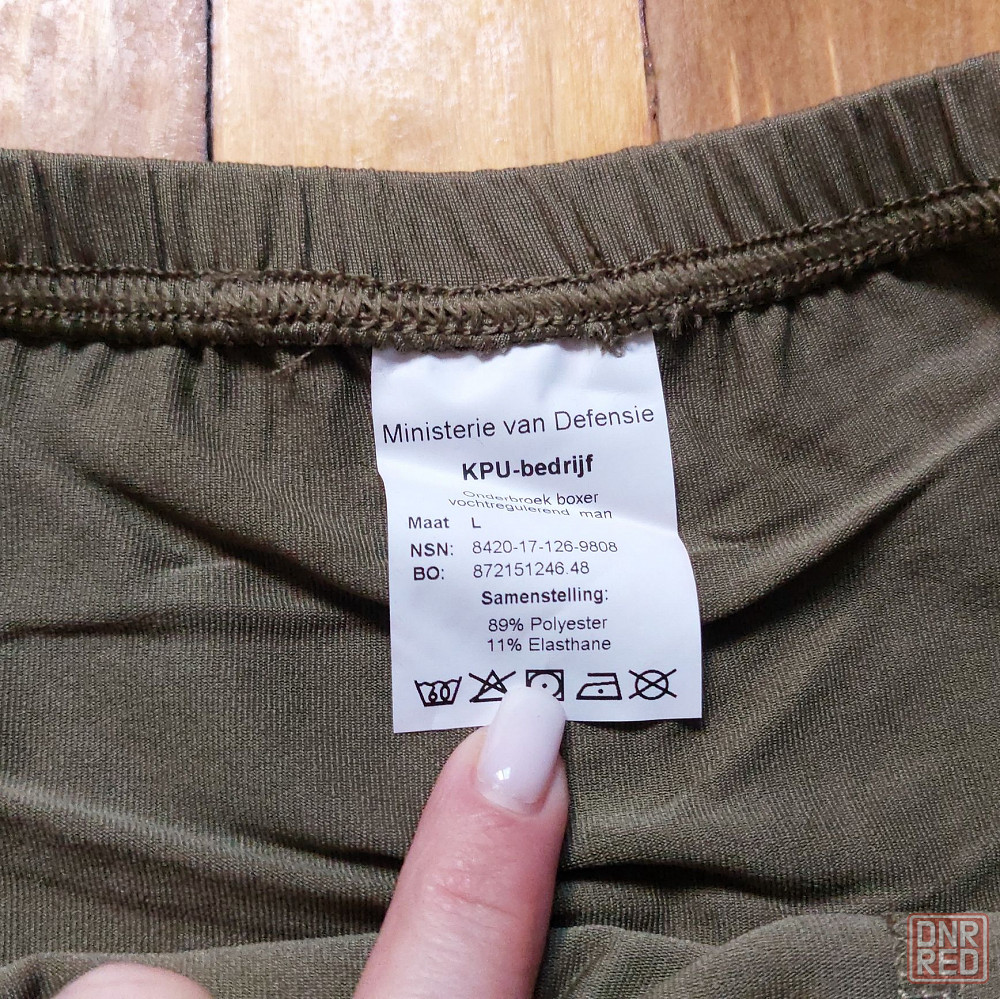 Ministerie van Defensie
KPU-bedrijf
Onderbroek boxer
vochtregulerend man
Maat L
NSN: 8420-17-126-9808
BO: 872151246.48
Samenstelling:
89% Polyester
11% Elasthane
60
DNR
RED